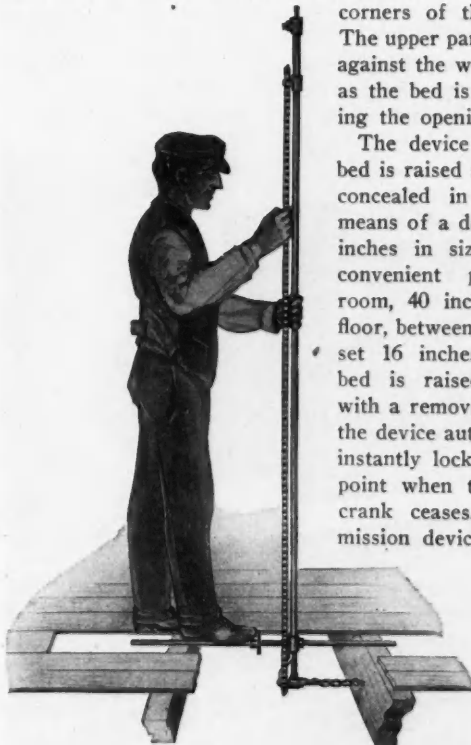 corners of th
The upper par
against the w
as the bed is
ing the openi
The device
bed is raised
concealed in
means of a d
inches in siz
convenient p
room, 40 inc
floor, between
set 16 inches
bed is raise
with a remov
the device aut
instantly lock
point when t
crank ceases
mission devic